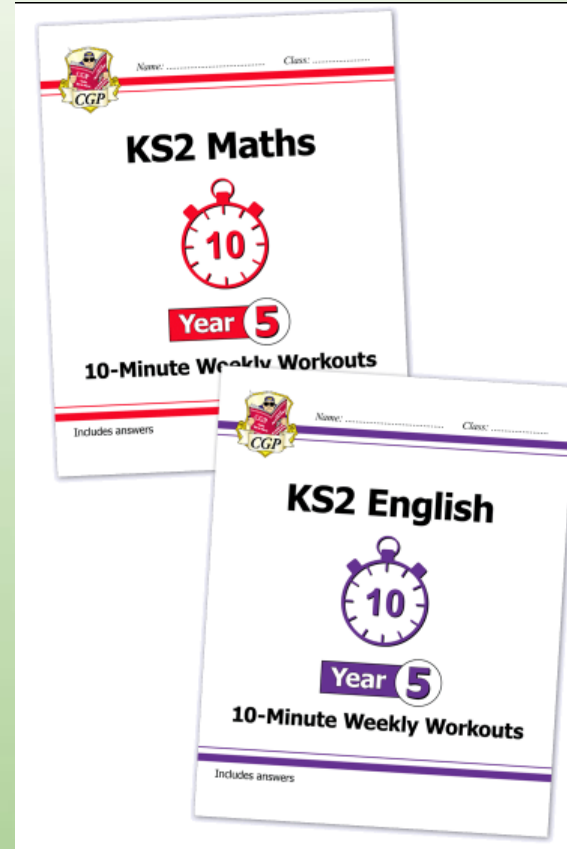 Name: ................................ Class: ...................
CGP
KS2 Maths
10
Year 5
10-Minute Weekly Workouts
Includes answers
Name: ................................ Class: ...................
CGP
KS2 English
10
Year 5
10-Minute Weekly Workouts
Includes answers